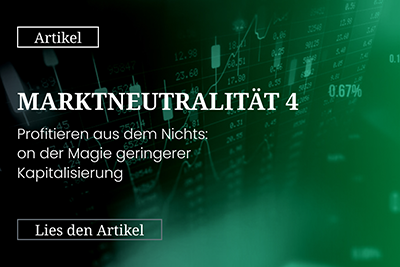 Artikel
MARKTNEUTRALITÄT 4
Profitieren aus dem Nichts:
on der Magie geringerer
Kapitalisierung
0.67%
Lies den Artikel